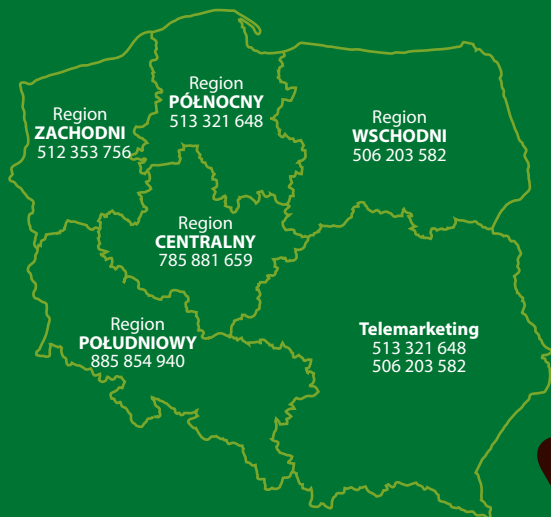 Region
PÓŁNOCNY
513 321 648
Region
ZACHODNI
512 353 756
Region
WSCHODNI
506 203 582
Region
CENTRALNY
785 881 659
Region
POŁUDNIOWY
885 854 940
Telemarketing
513 321 648
506 203 582